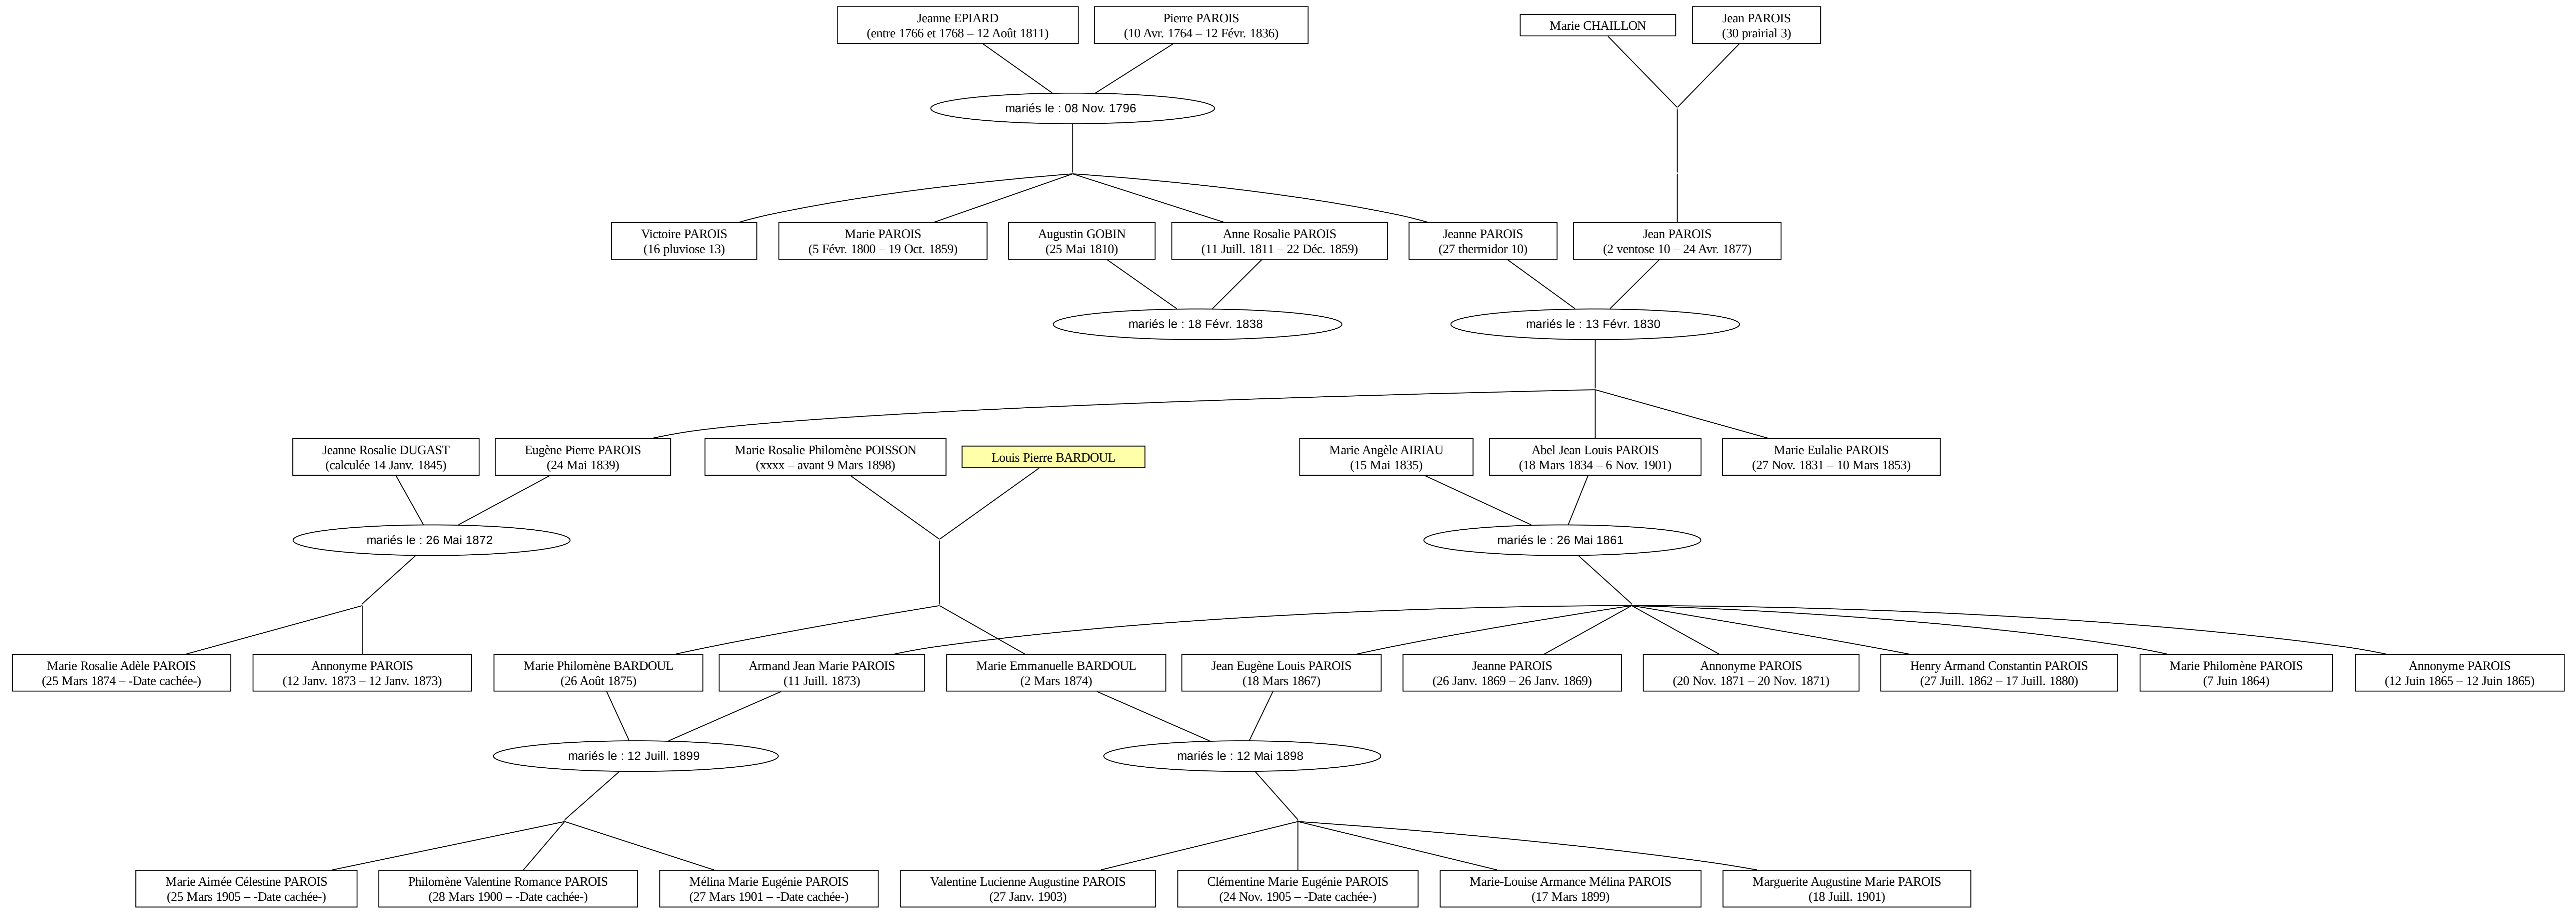 Jeanne EPIARD
(entre 1766 et 1768 – 12 Août 1811)
Pierre PAROIS
(10 Avr. 1764 – 12 Févr. 1836)
Marie CHAILLON
Jean PAROIS
(30 prairial 3)
mariés le : 08 Nov. 1796
Victoire PAROIS
(16 pluviose 13)
Marie PAROIS
(5 Févr. 1800 – 19 Oct. 1859)
Augustin GOBIN
(25 Mai 1810)
Anne Rosalie PAROIS
(11 Juill. 1811 – 22 Déc. 1859)
Jeanne PAROIS
(27 thermidor 10)
Jean PAROIS
(2 ventose 10 – 24 Avr. 1877)
mariés le : 18 Févr. 1838
mariés le : 13 Févr. 1830
Jeanne Rosalie DUGAST
(calculée 14 Janv. 1845)
Eugène Pierre PAROIS
(24 Mai 1839)
Marie Rosalie Philomène POISSON
(xxxx – avant 9 Mars 1898)
Louis Pierre BARDOUL
Marie Angèle AIRIAU
(15 Mai 1835)
Abel Jean Louis PAROIS
(18 Mars 1834 – 6 Nov. 1901)
Marie Eulalie PAROIS
(27 Nov. 1831 – 10 Mars 1853)
mariés le : 26 Mai 1872
mariés le : 26 Mai 1861
Marie Rosalie Adèle PAROIS
(25 Mars 1874 – -Date cachée-)
Annonyme PAROIS
(12 Janv. 1873 – 12 Janv. 1873)
Marie Philomène BARDOUL
(26 Août 1875)
Armand Jean Marie PAROIS
(11 Juill. 1873)
Marie Emmanuelle BARDOUL
(2 Mars 1874)
Jean Eugène Louis PAROIS
(18 Mars 1867)
Jeanne PAROIS
(26 Janv. 1869 – 26 Janv. 1869)
Annonyme PAROIS
(20 Nov. 1871 – 20 Nov. 1871)
Henry Armand Constantin PAROIS
(27 Juill. 1862 – 17 Juill. 1880)
Marie Philomène PAROIS
(7 Juin 1864)
Annonyme PAROIS
(12 Juin 1865 – 12 Juin 1865)
mariés le : 12 Juill. 1899
mariés le : 12 Mai 1898
Marie Aimée Célestine PAROIS
(25 Mars 1905 – -Date cachée-)
Philomène Valentine Romance PAROIS
(28 Mars 1900 – -Date cachée-)
Mélina Marie Eugénie PAROIS
(27 Mars 1901 – -Date cachée-)
Valentine Lucienne Augustine PAROIS
(27 Janv. 1903)
Clémentine Marie Eugénie PAROIS
(24 Nov. 1905 – -Date cachée-)
Marie-Louise Armance Mélina PAROIS
(17 Mars 1899)
Marguerite Augustine Marie PAROIS
(18 Juill. 1901)